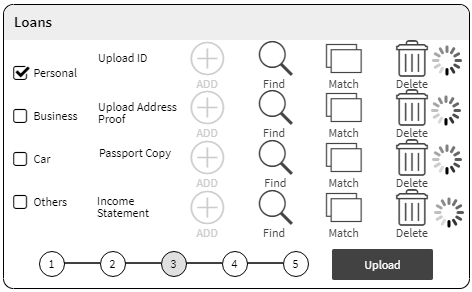 Loans
Personal
Upload ID
ADD
Find
Match
Delete
Business
Upload Address
Proof
ADD
Find
Match
Delete
Car
Passport Copy
ADD
Find
Match
Delete
Others
Income
Statement
ADD
Find
Match
Delete
1 2 3 4 5
Upload